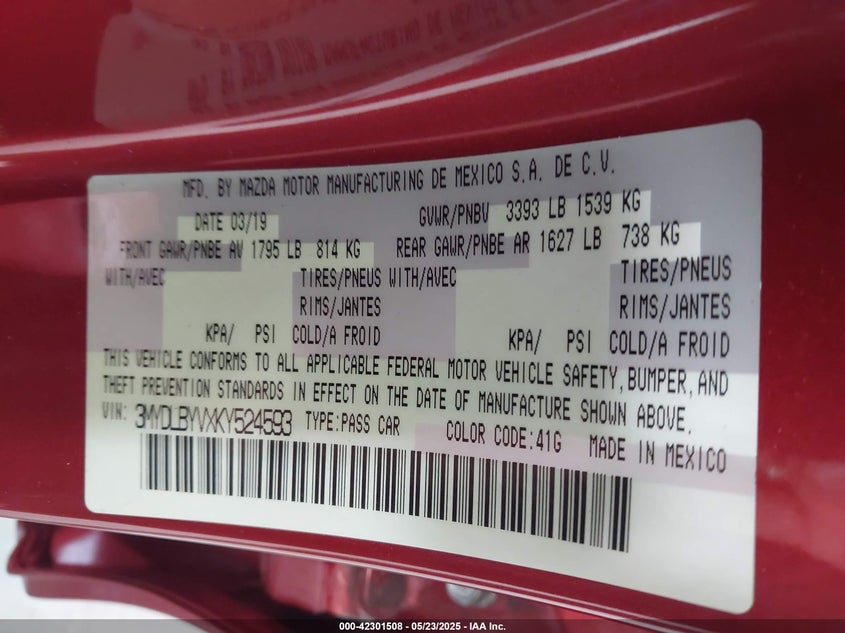 MFD. BY MAZDA MOTOR MANUFACTURING DE MEXICO S.A. DE C.V.
DATE 03/19 GVWR/PNBV 3393 LB 1539 KG
FRONT GAWR/PNBE AV 1795 LB 814 KG REAR GAWR/PNBE AR 1627 LB 738 KG
WITH/AVEC TIRES/PNEUS WITH/AVEC TIRES/PNEUS
RIMS/JANTES RIMS/JANTES
KPA/ PSI COLD/A FROID KPA/ PSI COLD/A FROID
THIS VEHICLE CONFORMS TO ALL APPLICABLE FEDERAL MOTOR VEHICLE SAFETY, BUMPER, AND
THEFT PREVENTION STANDARDS IN EFFECT ON THE DATE OF MANUFACTURE SHOWN ABOVE.
VIN: 3MYDLBYVXKY524593 TYPE:PASS CAR COLOR CODE:41G MADE IN MEXICO
000-42301508 — 05/23/2025 — IAA Inc.